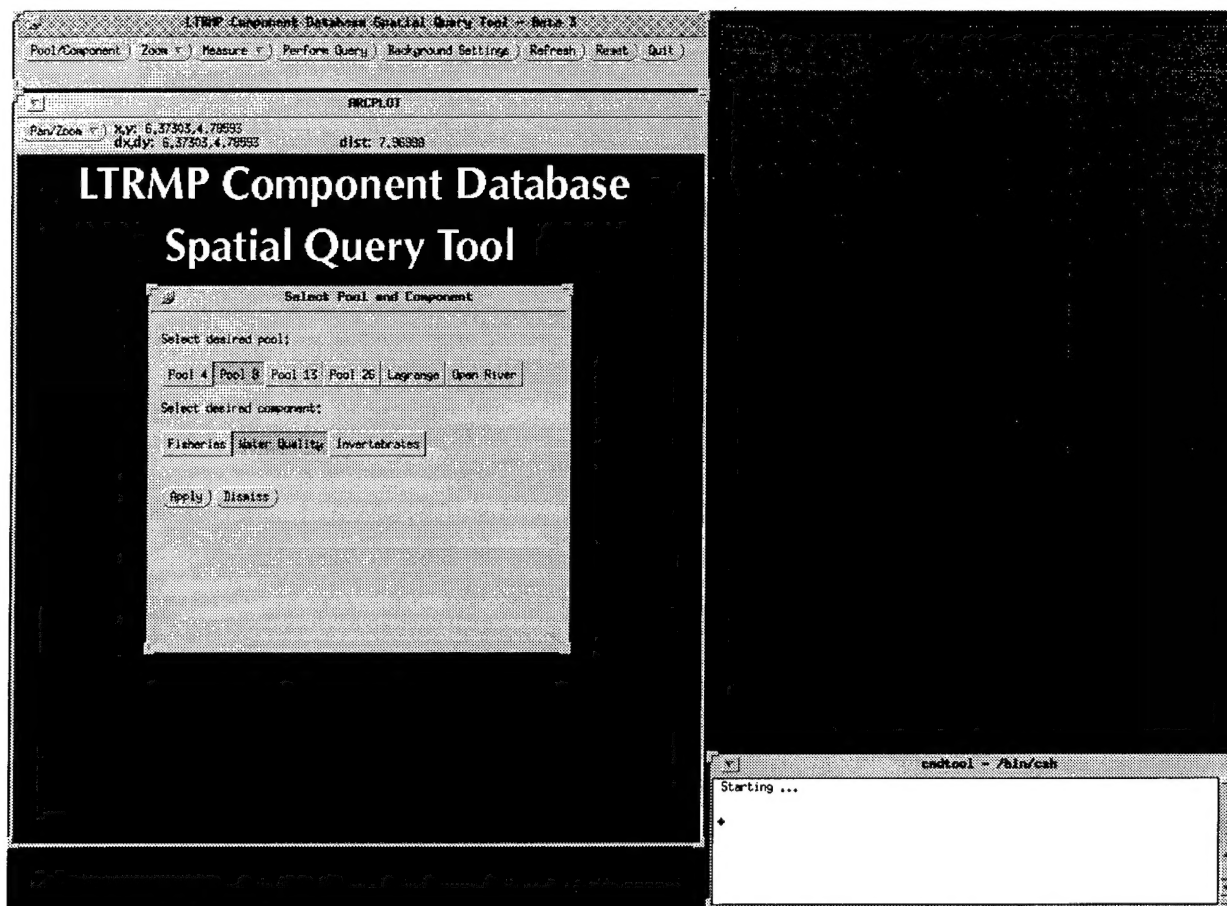 LTRMP Component Database Spatial Query Tool - Beta 3
Pool/Component Zoom Measure Perform Query Background Settings Refresh Reset Quit
ARCPLOT
Pan/Zoom x,y: 6.37303,4.78593
dx,dy: 6.37303,4.78593 dist: 7.96998
LTRMP Component Database
Spatial Query Tool
Select Pool and Component
Select desired pool:
Pool 4 Pool 8 Pool 13 Pool 26 Lagrange Open River
Select desired component:
Fisheries Water Quality Invertebrates
Apply Dismiss
cmdtool - /bin/csh
Starting ...